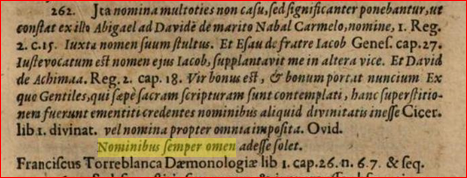 262. Ita nomina multoties non casu, sed significanter ponebantur, ut
constat ex illo Abigael ad Davidē de marito Nabal Carmelo, nomine, 1. Reg.
2. c. 15. Iuxta nomen suum stultus. Et Esau de fratre Iacob Genes. cap. 27.
Iuste vocatum est nomen ejus Iacob, supplantavit me in altera vice. Et David
de Achimaa. Reg. 2. cap. 18. Vir bonus est, & bonum portat nuncium Ex
quo Gentiles, qui sæpè sacram scripturam sunt contemplati, hanc superstitio-
nem fuerunt ementiti credentes nominibus aliquid divinitatis inesse Cicer.
lib 1. divinat. vel nomina propter omnia imposita. Ovid.
Nominibus semper omen adesse solet.
Franciscus Torreblanca Dæmonologiæ lib 1. cap. 26. n. 6. 7. & seq.